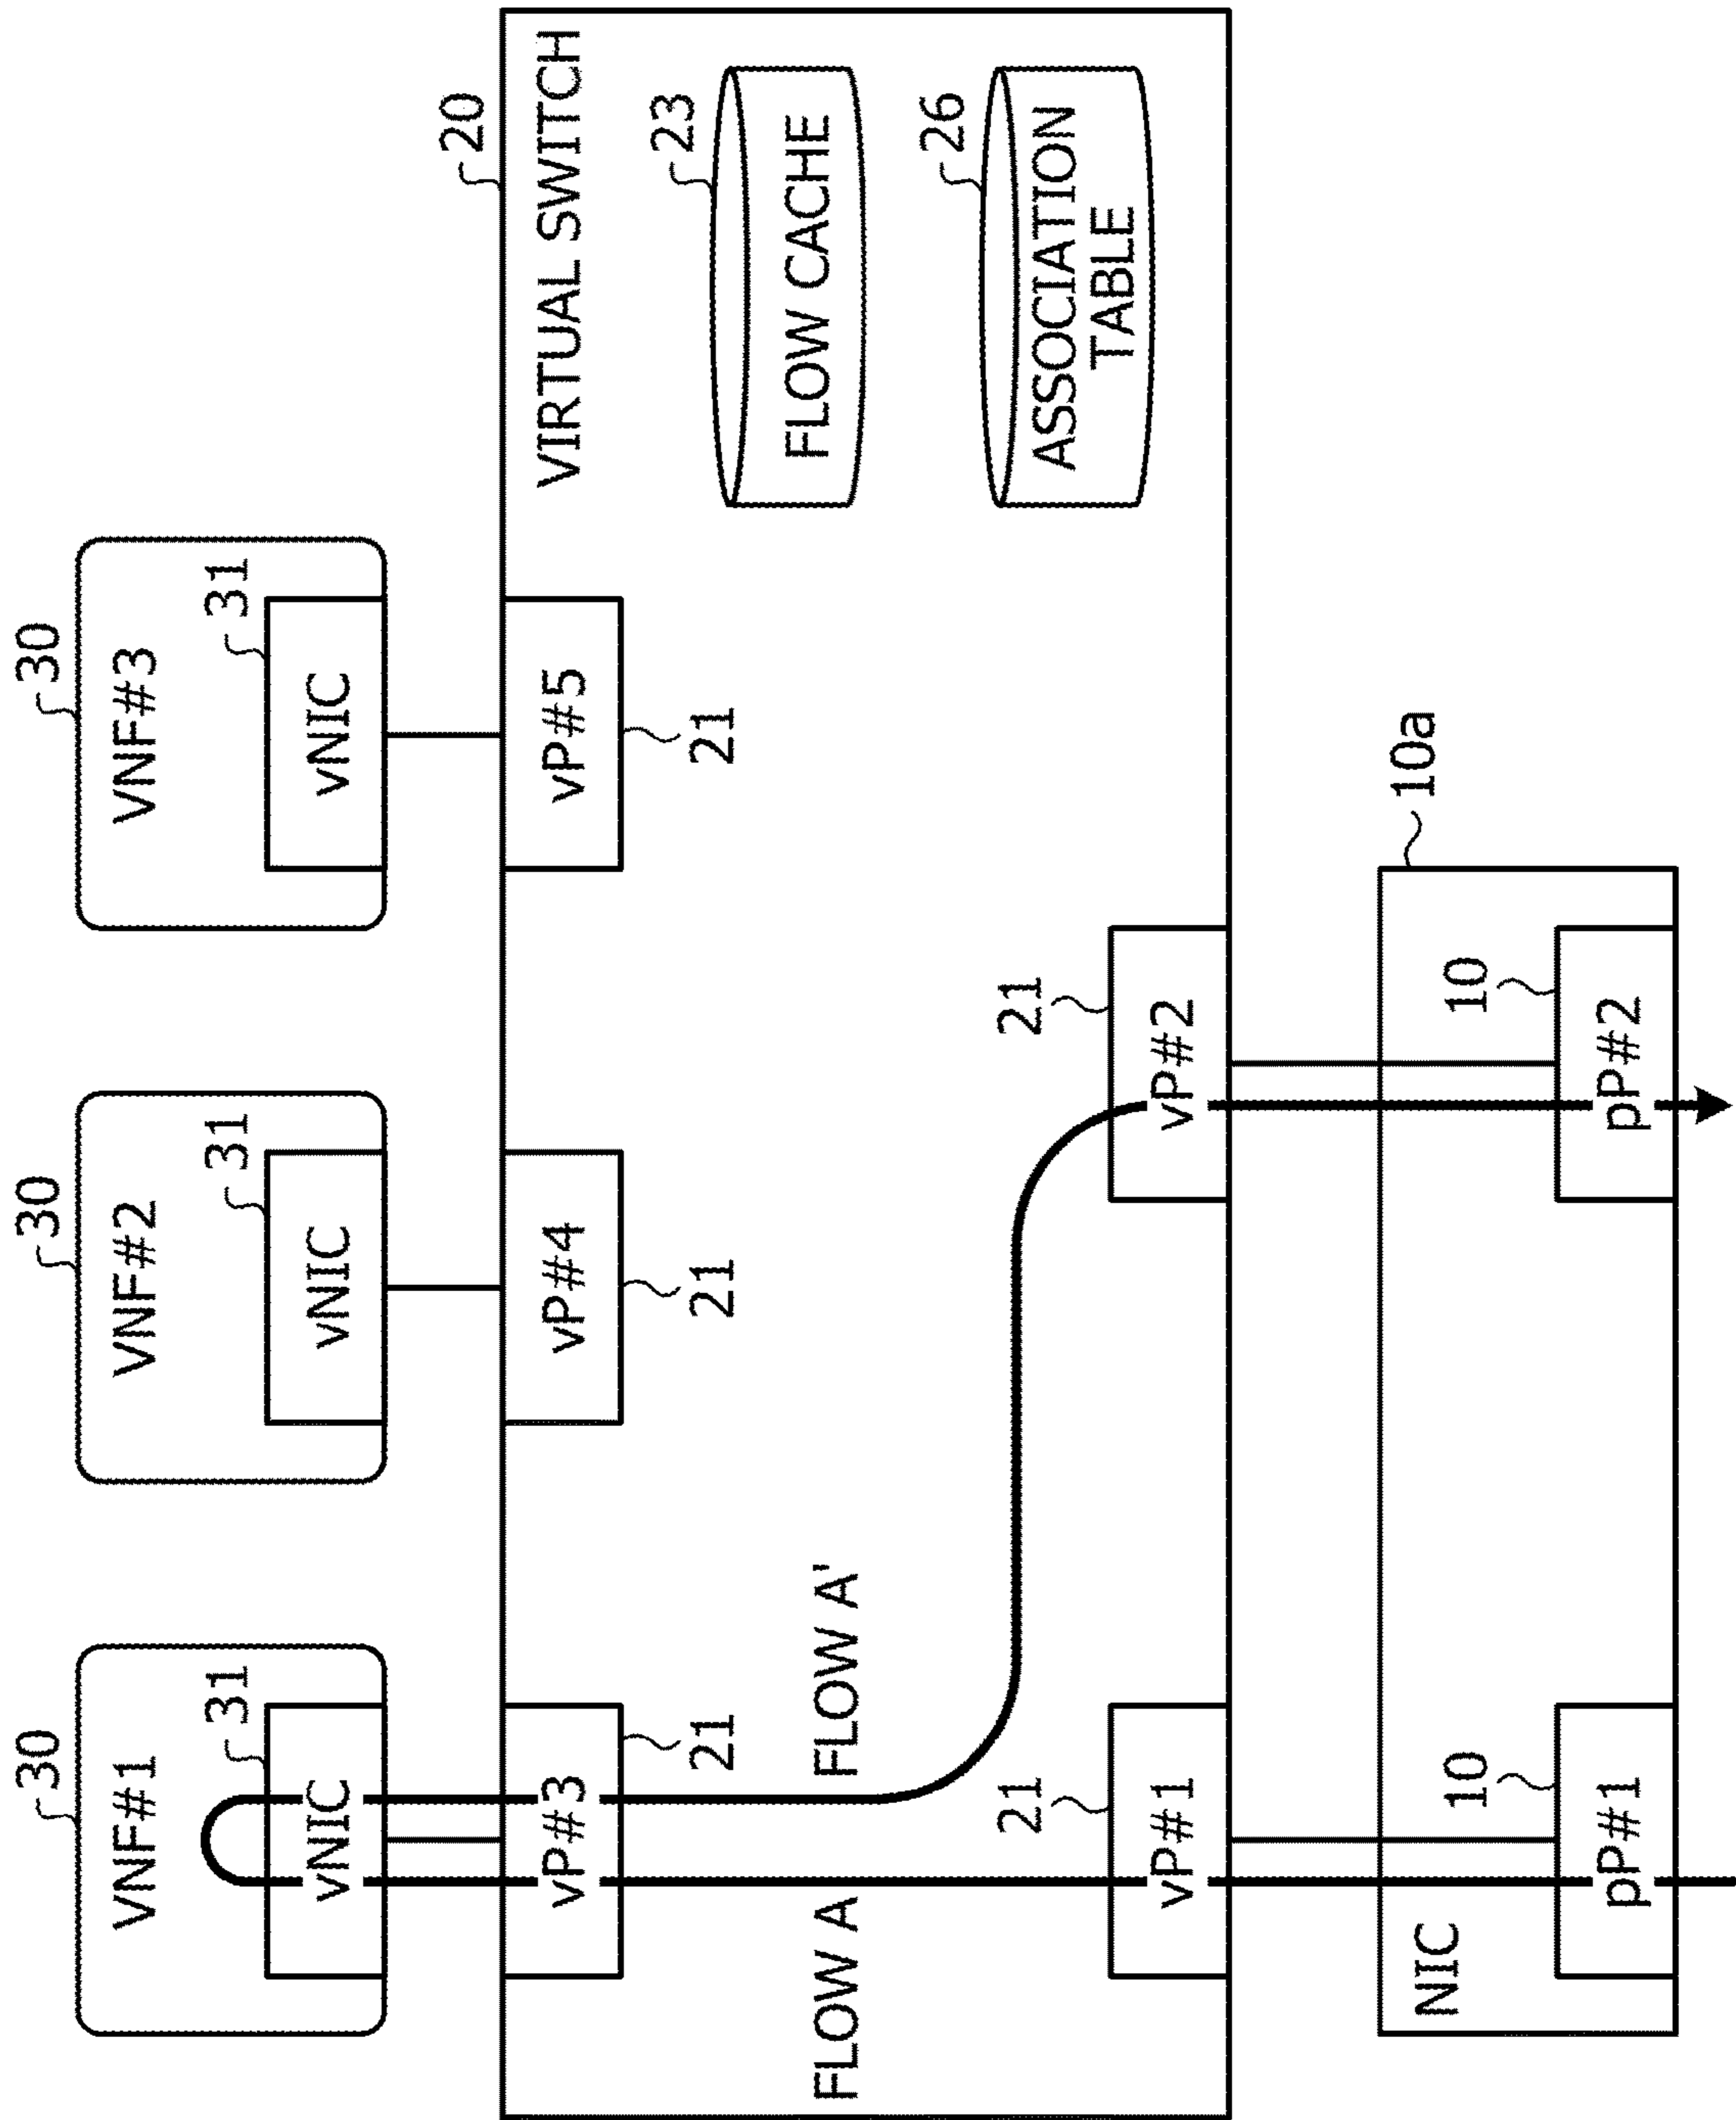 30
30
30
VNF#1
VNF#2
VNF#3
31
31
31
vNIC
vNIC
vNIC
20
vP#3
vP#4
vP#5
VIRTUAL SWITCH
21
21
21
23
FLOW CACHE
FLOW A
FLOW A'
26
ASSOCIATION
TABLE
21
21
vP#1
vP#2
10a
NIC
10
10
pP#1
pP#2